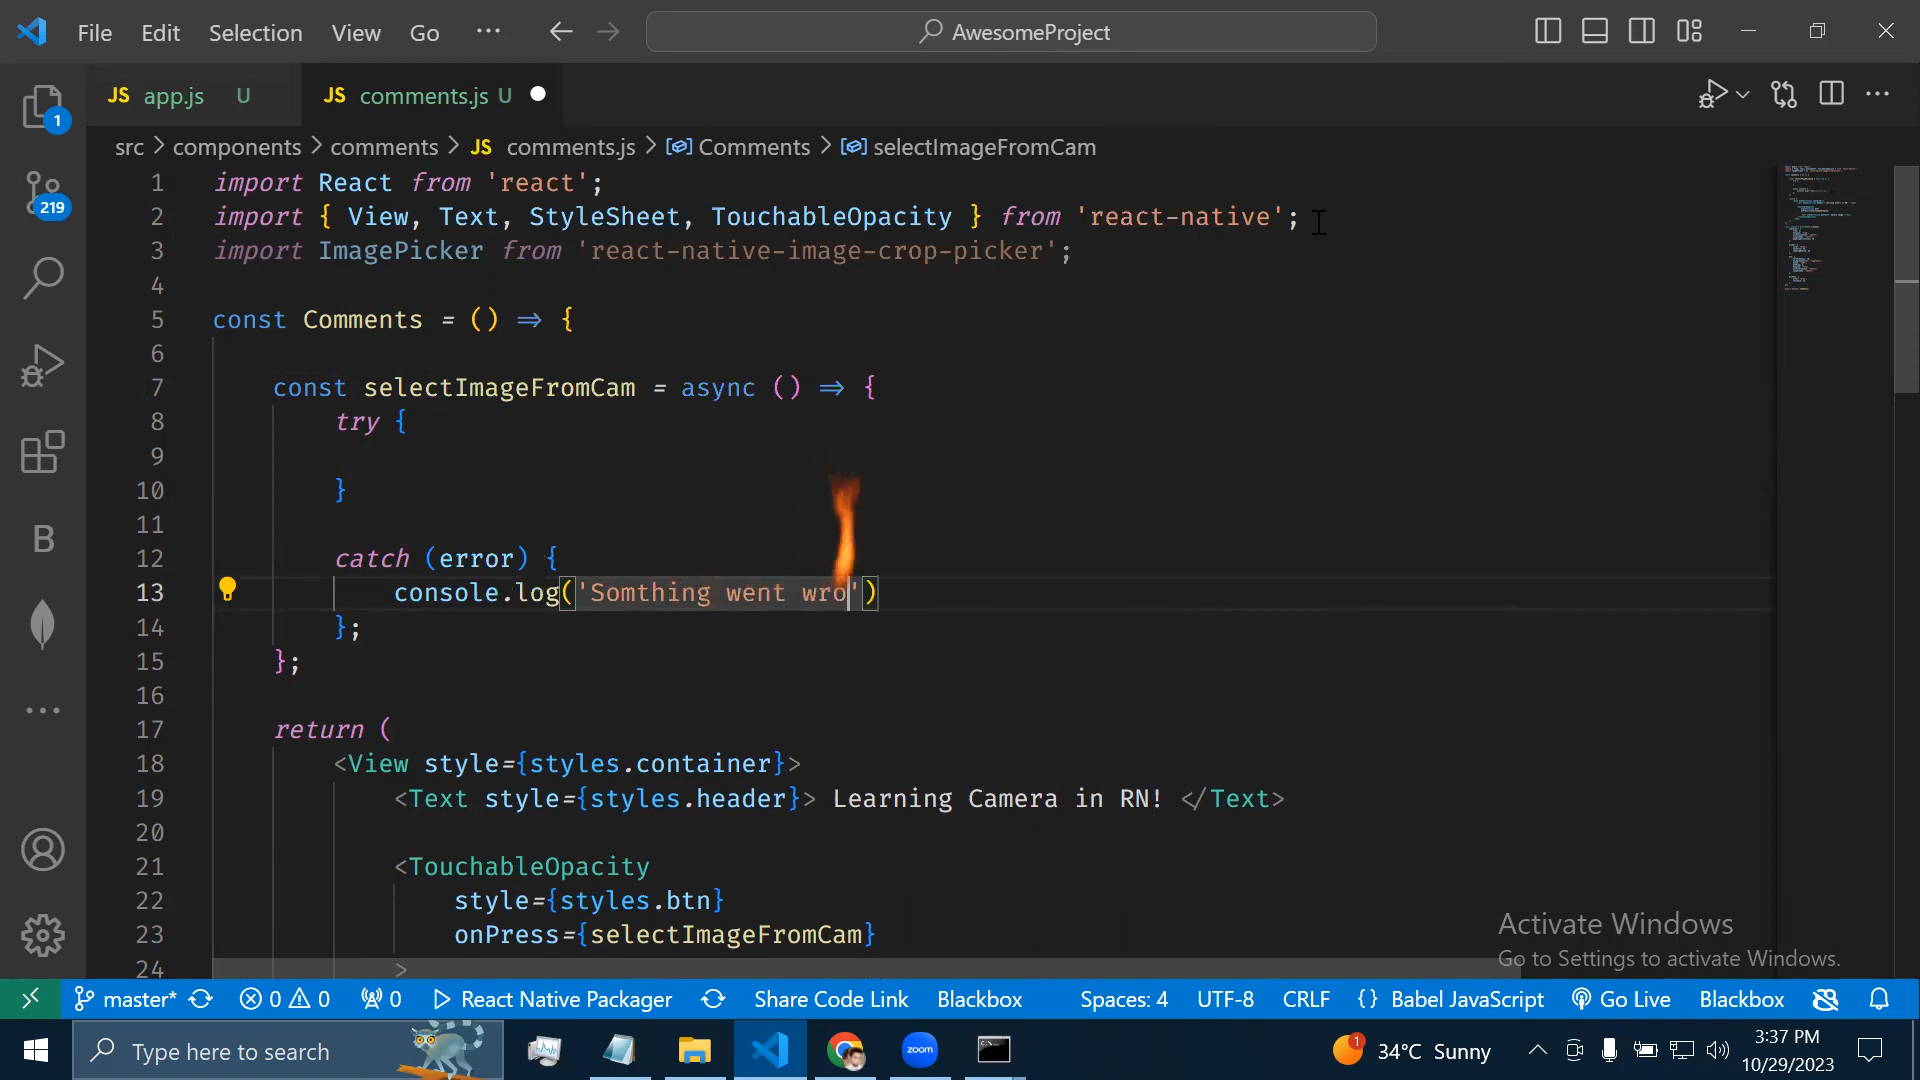 File Edit Selection View Go ··· AwesomeProject
JS app.js U JS comments.js U
src > components > comments > JS comments.js > Comments > selectImageFromCam
1 import React from 'react';
2 import { View, Text, StyleSheet, TouchableOpacity } from 'react-native';
3 import ImagePicker from 'react-native-image-crop-picker';
4
5 const Comments = () => {
6
7 const selectImageFromCam = async () => {
8 try {
9
10 }
11
12 catch (error) {
13 console.log('Somthing went wro')
14 };
15 };
16
17 return (
18 <View style={styles.container}>
19 <Text style={styles.header}> Learning Camera in RN! </Text>
20
21 <TouchableOpacity
22 style={styles.btn}
23 onPress={selectImageFromCam}
24 >
1
219
B
Activate Windows
Go to Settings to activate Windows.
master* 0 0 0 React Native Packager Share Code Link Blackbox Spaces: 4 UTF-8 CRLF {} Babel JavaScript Go Live Blackbox
Type here to search zoom 1 34°C Sunny 3:37 PM
10/29/2023